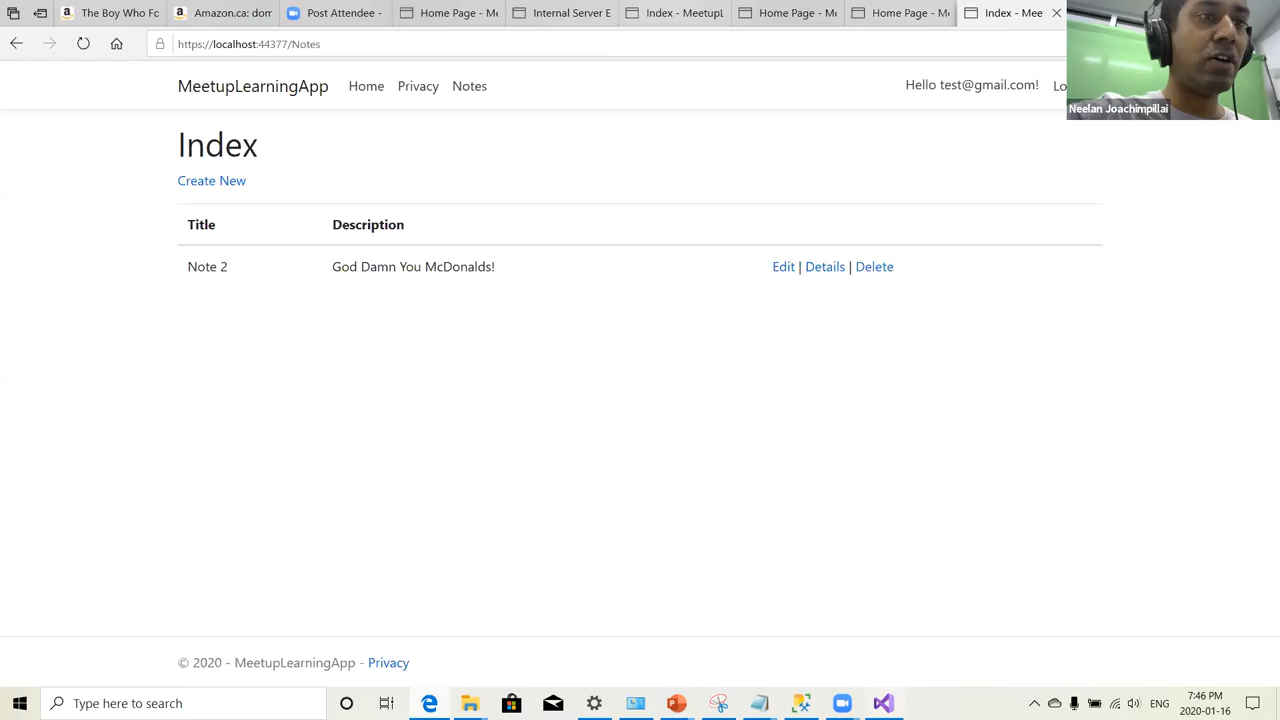 The Boy Who Fo
Amazon.ca: dom
Post Attende
Home Page - Me
Internal Server E
Index - MeetupL
Home Page - Me
Home Page - Me
Index - Mee
https://localhost:44377/Notes
MeetupLearningApp Home Privacy Notes Hello test@gmail.com! Lo
Neelan Joachimpillai
Index
Create New
Title Description
Note 2 God Damn You McDonalds! Edit | Details | Delete
© 2020 - MeetupLearningApp - Privacy
Type here to search
ENG
7:46 PM
2020-01-16